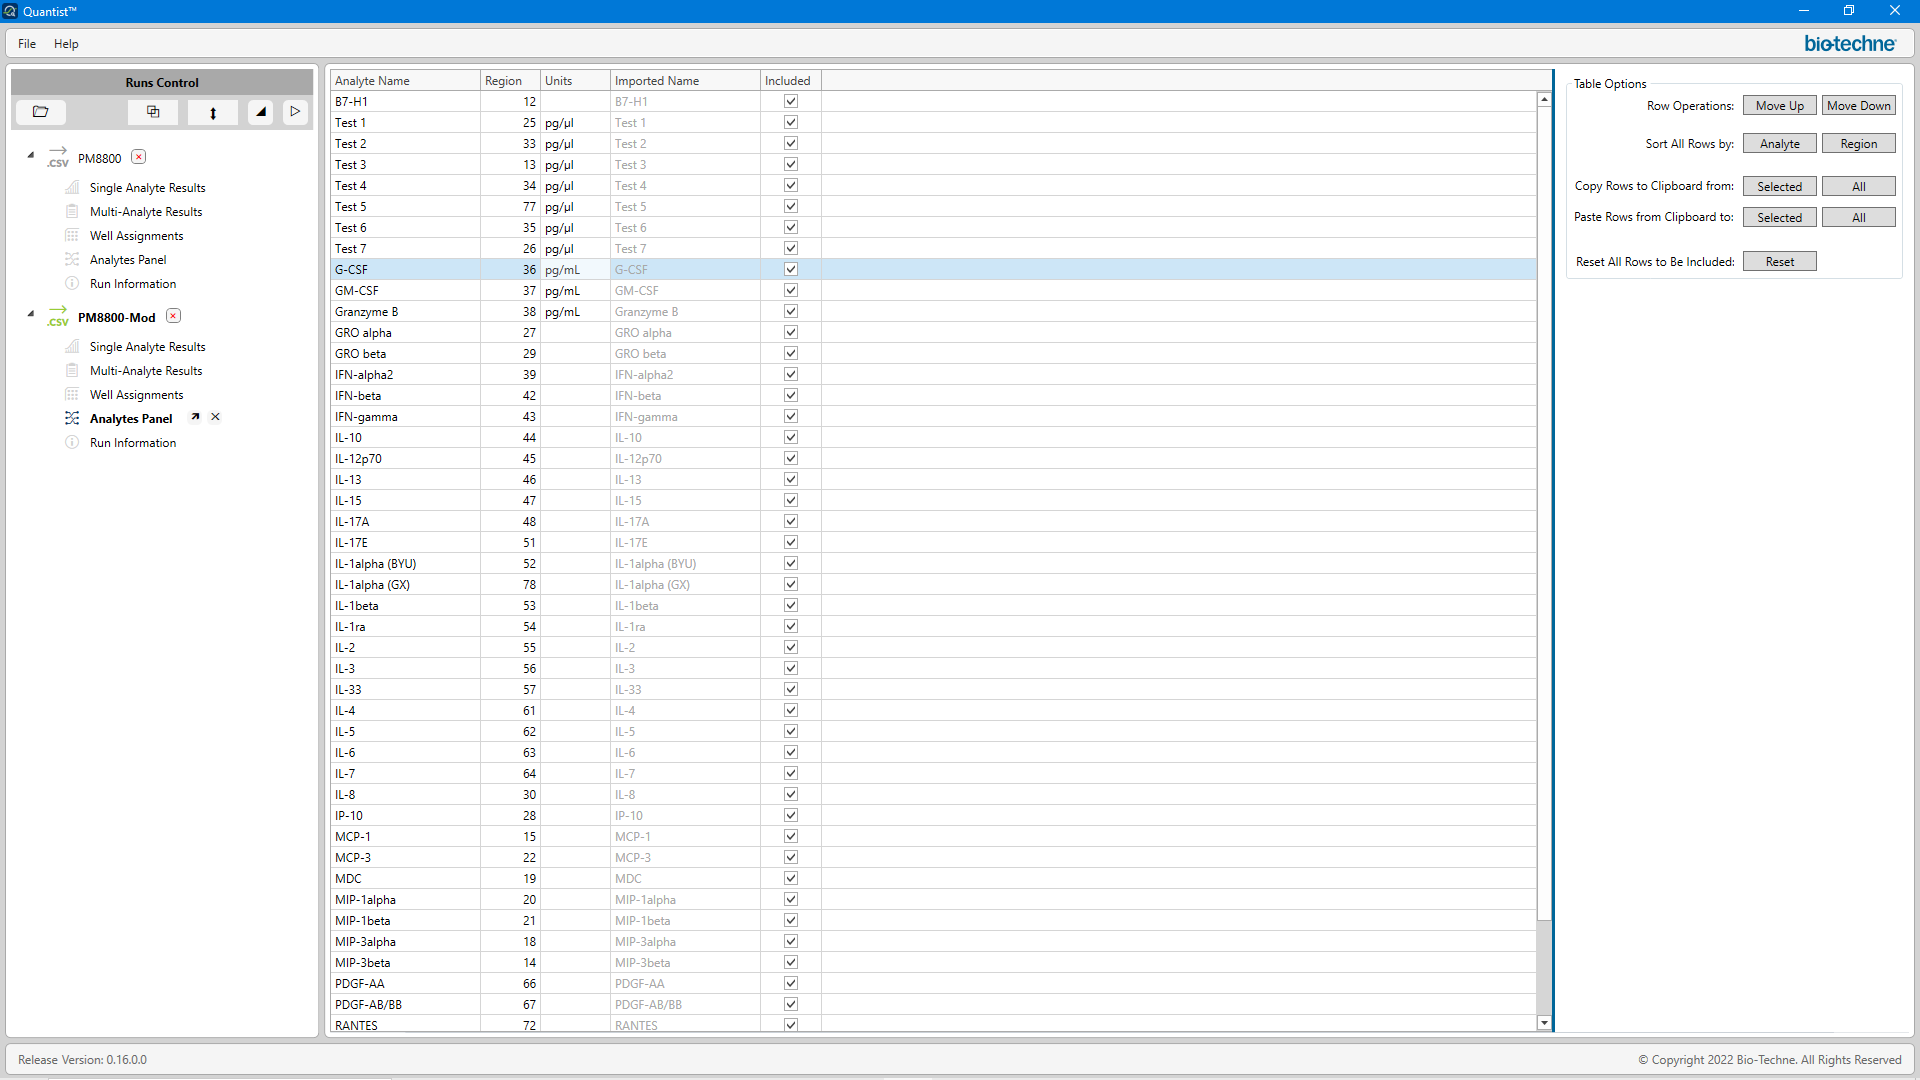 Quantist™
File Help
bio-techne
Runs Control
.CSV PM8800
Single Analyte Results
Multi-Analyte Results
Well Assignments
Analytes Panel
Run Information
.CSV PM8800-Mod
Single Analyte Results
Multi-Analyte Results
Well Assignments
Analytes Panel
Run Information
Analyte Name Region Units Imported Name Included
B7-H1 12 B7-H1
Test 1 25 pg/µl Test 1
Test 2 33 pg/µl Test 2
Test 3 13 pg/µl Test 3
Test 4 34 pg/µl Test 4
Test 5 77 pg/µl Test 5
Test 6 35 pg/µl Test 6
Test 7 26 pg/µl Test 7
G-CSF 36 pg/mL G-CSF
GM-CSF 37 pg/mL GM-CSF
Granzyme B 38 pg/mL Granzyme B
GRO alpha 27 GRO alpha
GRO beta 29 GRO beta
IFN-alpha2 39 IFN-alpha2
IFN-beta 42 IFN-beta
IFN-gamma 43 IFN-gamma
IL-10 44 IL-10
IL-12p70 45 IL-12p70
IL-13 46 IL-13
IL-15 47 IL-15
IL-17A 48 IL-17A
IL-17E 51 IL-17E
IL-1alpha (BYU) 52 IL-1alpha (BYU)
IL-1alpha (GX) 78 IL-1alpha (GX)
IL-1beta 53 IL-1beta
IL-1ra 54 IL-1ra
IL-2 55 IL-2
IL-3 56 IL-3
IL-33 57 IL-33
IL-4 61 IL-4
IL-5 62 IL-5
IL-6 63 IL-6
IL-7 64 IL-7
IL-8 30 IL-8
IP-10 28 IP-10
MCP-1 15 MCP-1
MCP-3 22 MCP-3
MDC 19 MDC
MIP-1alpha 20 MIP-1alpha
MIP-1beta 21 MIP-1beta
MIP-3alpha 18 MIP-3alpha
MIP-3beta 14 MIP-3beta
PDGF-AA 66 PDGF-AA
PDGF-AB/BB 67 PDGF-AB/BB
RANTES 72 RANTES
Table Options
Row Operations: Move Up Move Down
Sort All Rows by: Analyte Region
Copy Rows to Clipboard from: Selected All
Paste Rows from Clipboard to: Selected All
Reset All Rows to Be Included: Reset
Release Version: 0.16.0.0
© Copyright 2022 Bio-Techne. All Rights Reserved